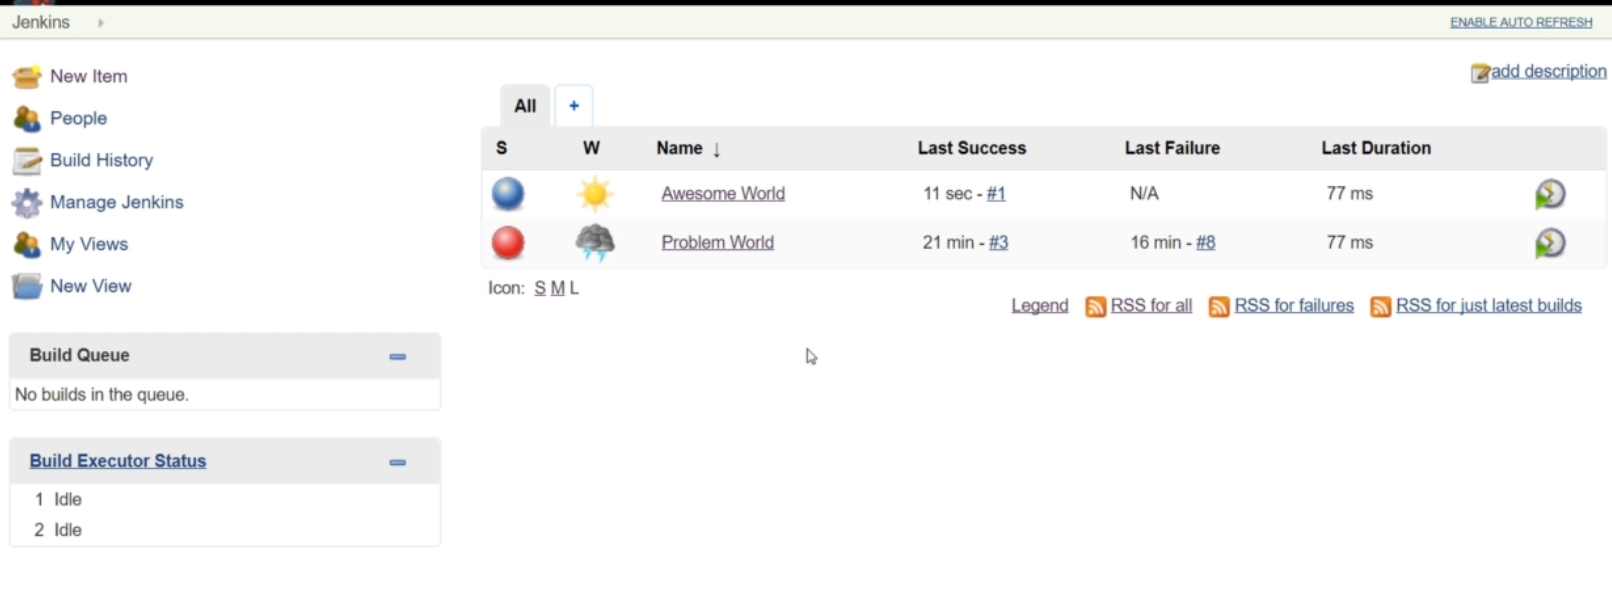 Jenkins
ENABLE AUTO REFRESH
New Item
People
Build History
Manage Jenkins
My Views
New View
Build Queue
No builds in the queue.
Build Executor Status
1 Idle
2 Idle
add description
All +
S W Name ↓ Last Success Last Failure Last Duration
Awesome World 11 sec - #1 N/A 77 ms
Problem World 21 min - #3 16 min - #8 77 ms
Icon: S M L
Legend RSS for all RSS for failures RSS for just latest builds